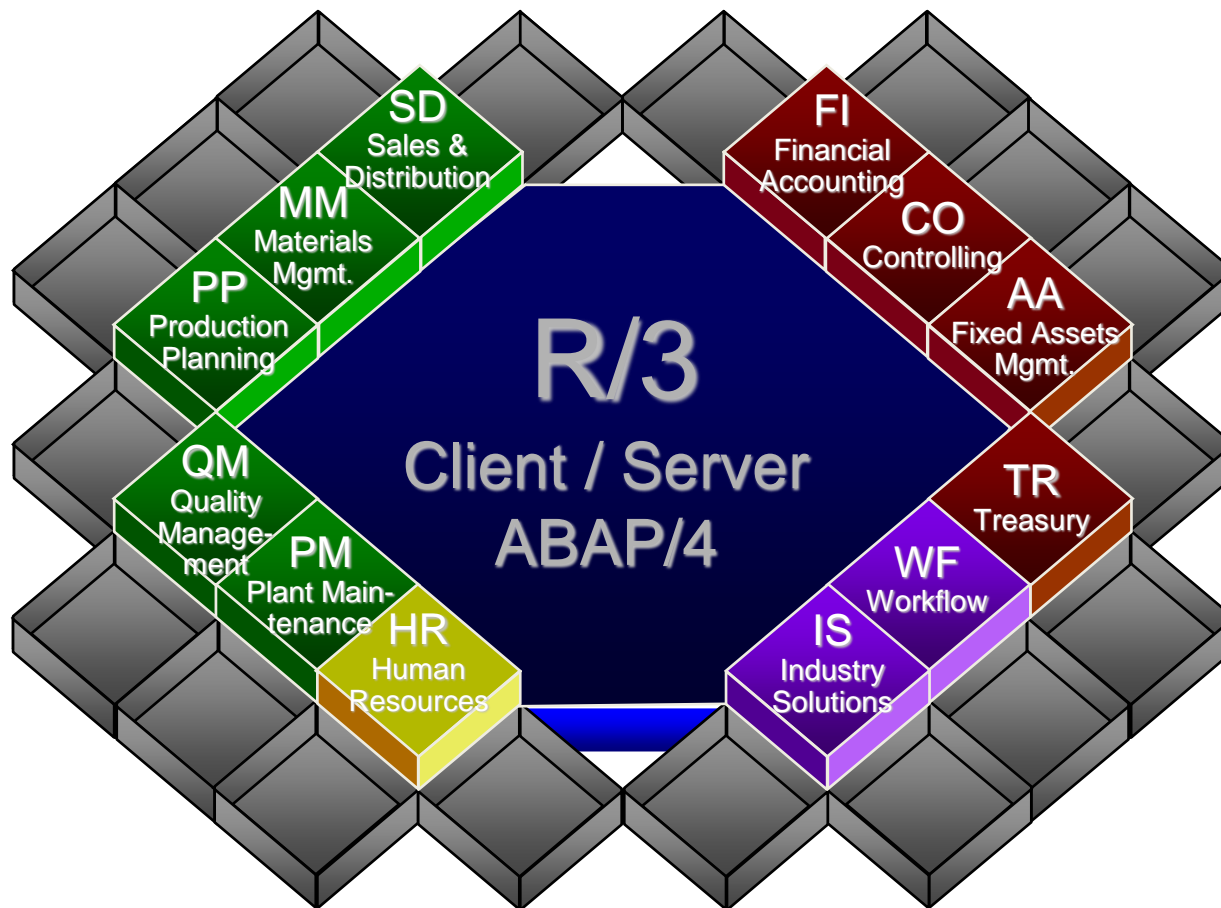 SD
Sales &
Distribution
MM
Materials
Mgmt.
PP
Production
Planning
QM
Quality
Manage-
ment
PM
Plant Main-
tenance
HR
Human
Resources
R/3
Client / Server
ABAP/4
FI
Financial
Accounting
CO
Controlling
AA
Fixed Assets
Mgmt.
TR
Treasury
WF
Workflow
IS
Industry
Solutions